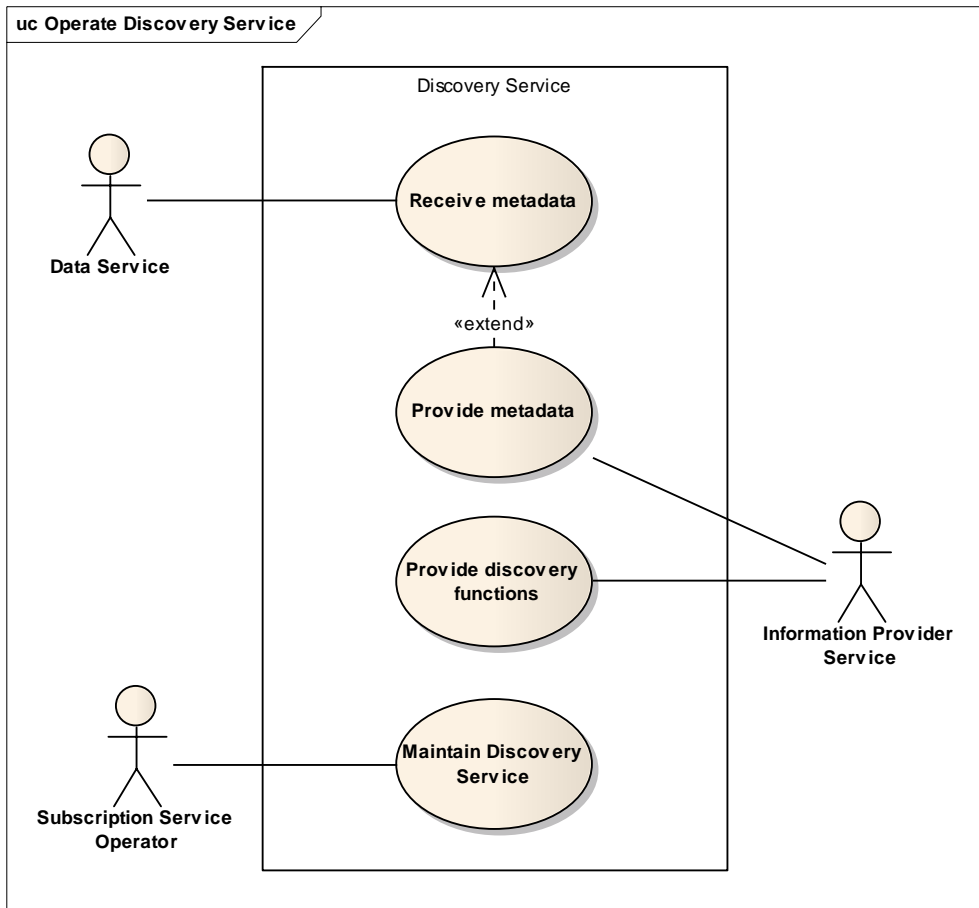 uc Operate Discovery Service
Discovery Service
Receive metadata
Data Service
«extend»
Provide metadata
Provide discovery
functions
Information Provider
Service
Maintain Discovery
Service
Subscription Service
Operator